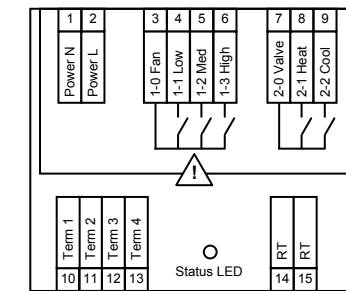 1 2 3 4 5 6 7 8 9
Power N
Power L
1-0 Fan
1-1 Low
1-2 Med
1-3 High
2-0 Valve
2-1 Heat
2-2 Cool
!
Term 1
Term 2
Term 3
Term 4
Status LED
RT
RT
10 11 12 13 14 15